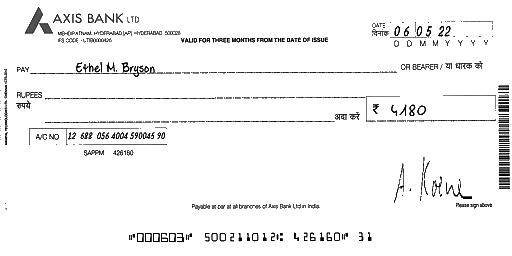 AXIS BANK LTD
MEHDIPATNAM, HYDERABAD [AP] HYDERABAD 500028
IFS CODE - UTIB0000426
VALID FOR THREE MONTHS FROM THE DATE OF ISSUE
DATE
दिनांक
06 05 22
D D M M Y Y Y Y
PAY Ethel M. Bryson OR BEARER / या धारक को
RUPEES
रुपये
अदा करें
₹ 4180
A/C NO 12 688 056 4004 590045 90
SAPPM 426160
A. Koene
Payable at par at all branches of Axis Bank Ltd in India.
Please sign above
"000603" 500211012: 426160" 31